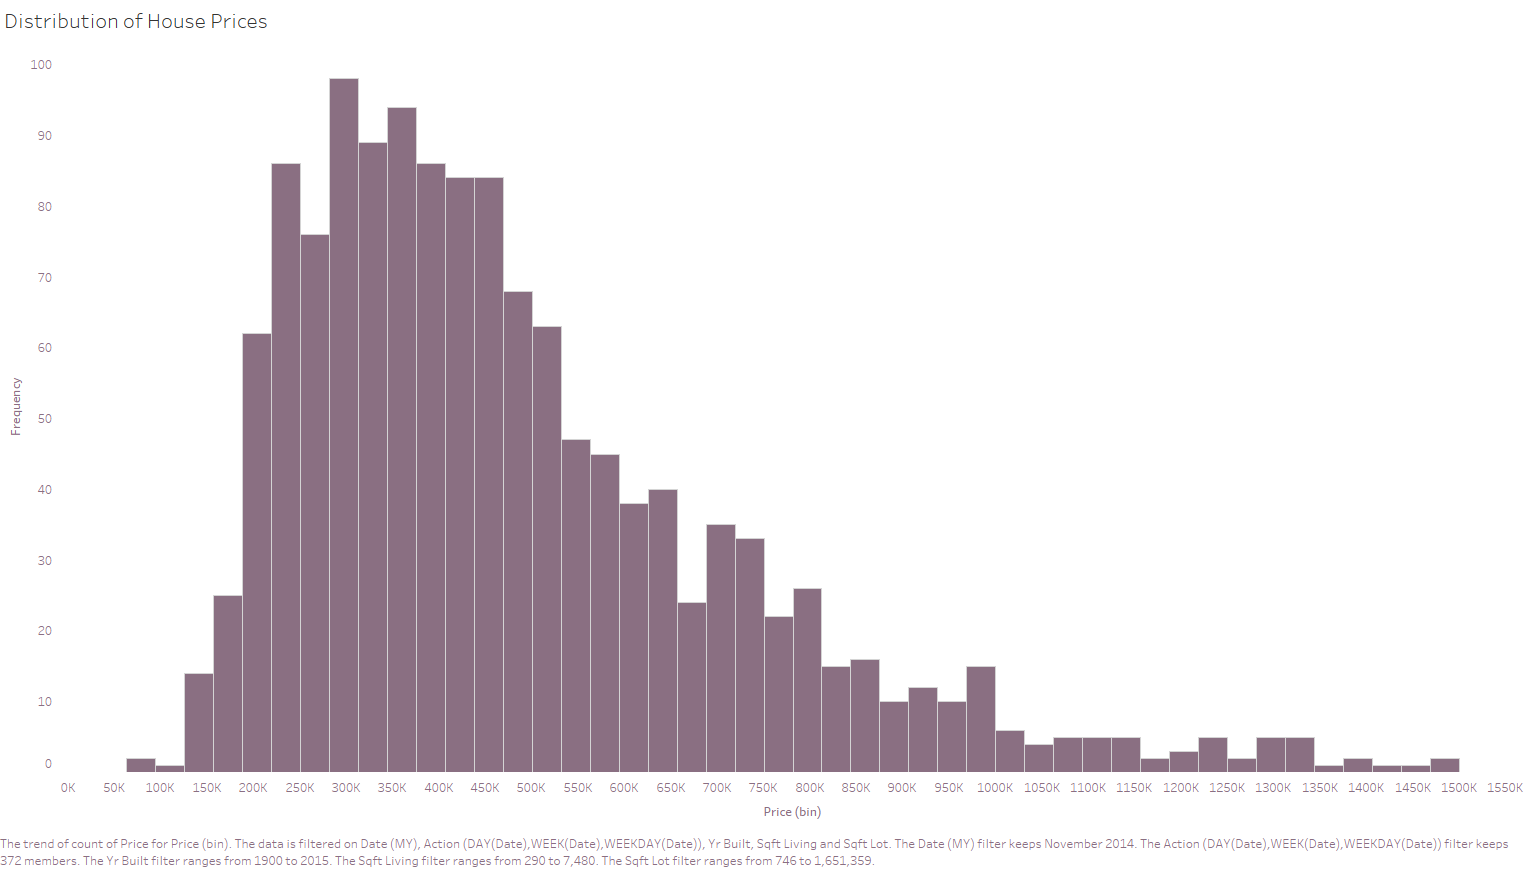 Distribution of House Prices
100
90
80
70
60
50
40
30
20
10
0
Frequency
0K 50K 100K 150K 200K 250K 300K 350K 400K 450K 500K 550K 600K 650K 700K 750K 800K 850K 900K 950K 1000K 1050K 1100K 1150K 1200K 1250K 1300K 1350K 1400K 1450K 1500K 1550K
Price (bin)
The trend of count of Price for Price (bin). The data is filtered on Date (MY), Action (DAY(Date),WEEK(Date),WEEKDAY(Date)), Yr Built, Sqft Living and Sqft Lot. The Date (MY) filter keeps November 2014. The Action (DAY(Date),WEEK(Date),WEEKDAY(Date)) filter keeps
372 members. The Yr Built filter ranges from 1900 to 2015. The Sqft Living filter ranges from 290 to 7,480. The Sqft Lot filter ranges from 746 to 1,651,359.